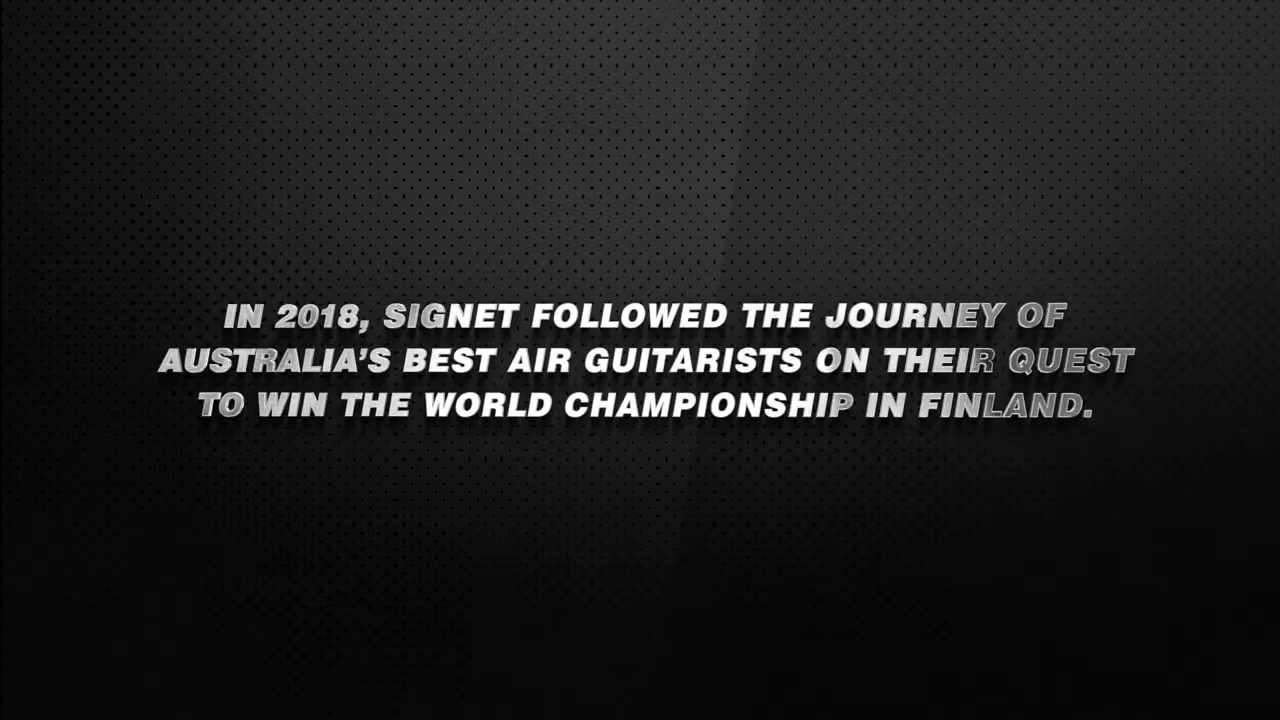 IN 2018, SIGNET FOLLOWED THE JOURNEY OF
AUSTRALIA'S BEST AIR GUITARISTS ON THEIR QUEST
TO WIN THE WORLD CHAMPIONSHIP IN FINLAND.